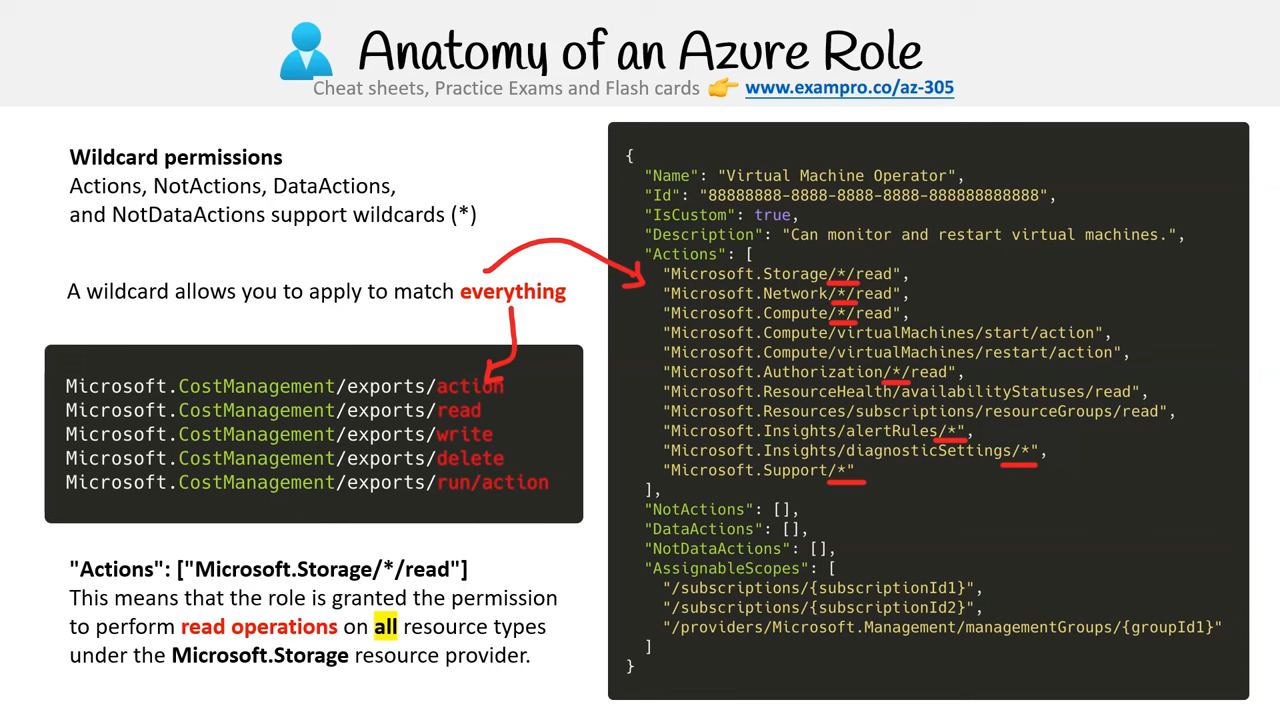 Anatomy of an Azure Role
Cheat sheets, Practice Exams and Flash cards 👉 www.exampro.co/az-305
Wildcard permissions
Actions, NotActions, DataActions,
and NotDataActions support wildcards (*)
A wildcard allows you to apply to match everything
Microsoft.CostManagement/exports/action
Microsoft.CostManagement/exports/read
Microsoft.CostManagement/exports/write
Microsoft.CostManagement/exports/delete
Microsoft.CostManagement/exports/run/action
"Actions": ["Microsoft.Storage/*/read"]
This means that the role is granted the permission
to perform read operations on all resource types
under the Microsoft.Storage resource provider.
{
"Name": "Virtual Machine Operator",
"Id": "88888888-8888-8888-8888-888888888888",
"IsCustom": true,
"Description": "Can monitor and restart virtual machines.",
"Actions": [
"Microsoft.Storage/*/read",
"Microsoft.Network/*/read",
"Microsoft.Compute/*/read",
"Microsoft.Compute/virtualMachines/start/action",
"Microsoft.Compute/virtualMachines/restart/action",
"Microsoft.Authorization/*/read",
"Microsoft.ResourceHealth/availabilityStatuses/read",
"Microsoft.Resources/subscriptions/resourceGroups/read",
"Microsoft.Insights/alertRules/*",
"Microsoft.Insights/diagnosticSettings/*",
"Microsoft.Support/*"
],
"NotActions": [],
"DataActions": [],
"NotDataActions": [],
"AssignableScopes": [
"/subscriptions/{subscriptionId1}",
"/subscriptions/{subscriptionId2}",
"/providers/Microsoft.Management/managementGroups/{groupId1}"
]
}